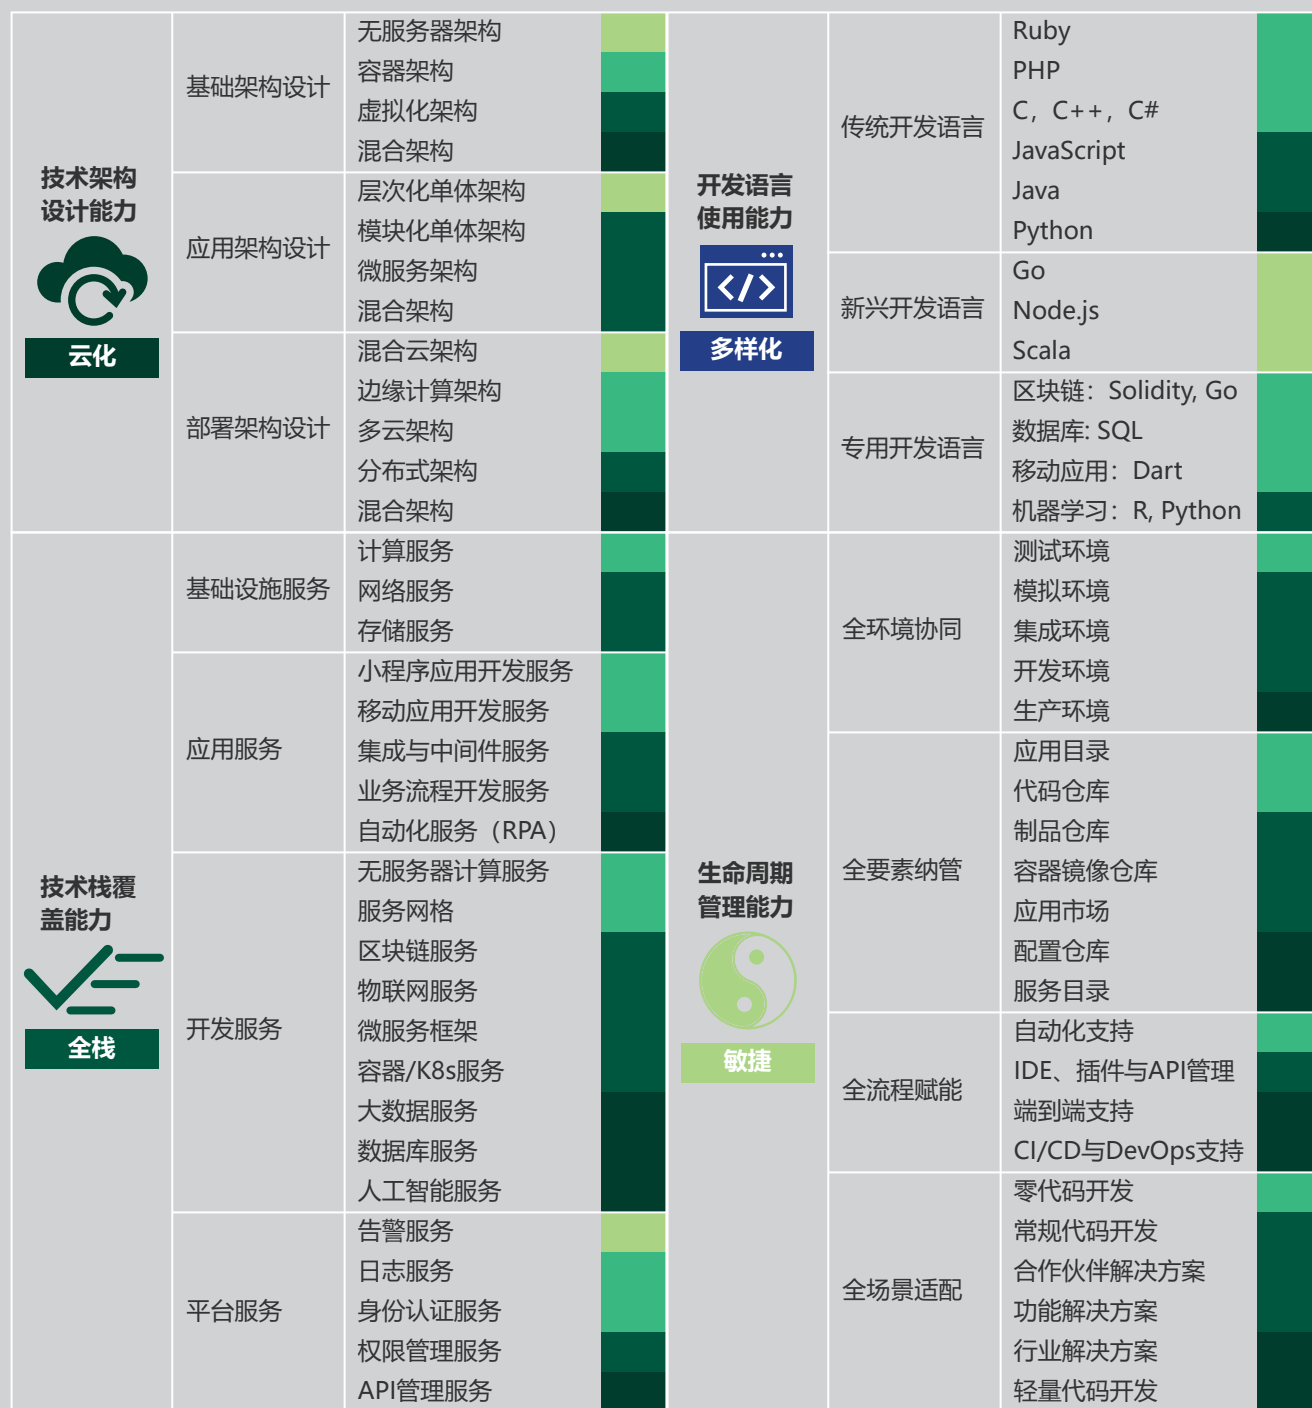 技术架构
设计能力
云化
基础架构设计
无服务器架构
容器架构
虚拟化架构
混合架构
应用架构设计
层次化单体架构
模块化单体架构
微服务架构
混合架构
部署架构设计
混合云架构
边缘计算架构
多云架构
分布式架构
混合架构
开发语言
使用能力
多样化
传统开发语言
Ruby
PHP
C，C++，C#
JavaScript
Java
Python
新兴开发语言
Go
Node.js
Scala
专用开发语言
区块链：Solidity, Go
数据库: SQL
移动应用：Dart
机器学习：R, Python
技术栈覆
盖能力
全栈
基础设施服务
计算服务
网络服务
存储服务
应用服务
小程序应用开发服务
移动应用开发服务
集成与中间件服务
业务流程开发服务
自动化服务（RPA）
开发服务
无服务器计算服务
服务网格
区块链服务
物联网服务
微服务框架
容器/K8s服务
大数据服务
数据库服务
人工智能服务
平台服务
告警服务
日志服务
身份认证服务
权限管理服务
API管理服务
生命周期
管理能力
敏捷
全环境协同
测试环境
模拟环境
集成环境
开发环境
生产环境
全要素纳管
应用目录
代码仓库
制品仓库
容器镜像仓库
应用市场
配置仓库
服务目录
全流程赋能
自动化支持
IDE、插件与API管理
端到端支持
CI/CD与DevOps支持
全场景适配
零代码开发
常规代码开发
合作伙伴解决方案
功能解决方案
行业解决方案
轻量代码开发